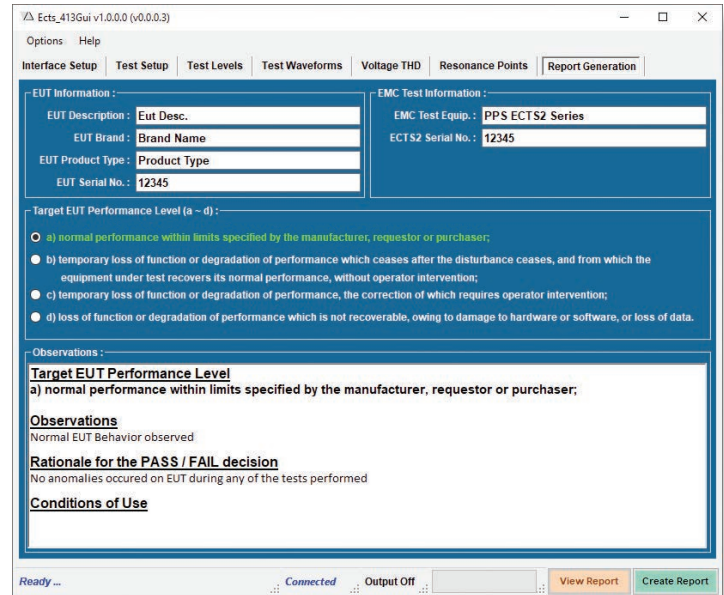 Ects_413Gui v1.0.0.0 (v0.0.0.3)
Options Help
Interface Setup Test Setup Test Levels Test Waveforms Voltage THD Resonance Points Report Generation
EUT Information :
EUT Description : Eut Desc.
EUT Brand : Brand Name
EUT Product Type : Product Type
EUT Serial No. : 12345
EMC Test Information :
EMC Test Equip. : PPS ECTS2 Series
ECTS2 Serial No. : 12345
Target EUT Performance Level (a ~ d) :
a) normal performance within limits specified by the manufacturer, requestor or purchaser;
b) temporary loss of function or degradation of performance which ceases after the disturbance ceases, and from which the
equipment under test recovers its normal performance, without operator intervention;
c) temporary loss of function or degradation of performance, the correction of which requires operator intervention;
d) loss of function or degradation of performance which is not recoverable, owing to damage to hardware or software, or loss of data.
Observations :
Target EUT Performance Level
a) normal performance within limits specified by the manufacturer, requestor or purchaser;
Observations
Normal EUT Behavior observed
Rationale for the PASS / FAIL decision
No anomalies occured on EUT during any of the tests performed
Conditions of Use
Ready ... Connected Output Off View Report Create Report